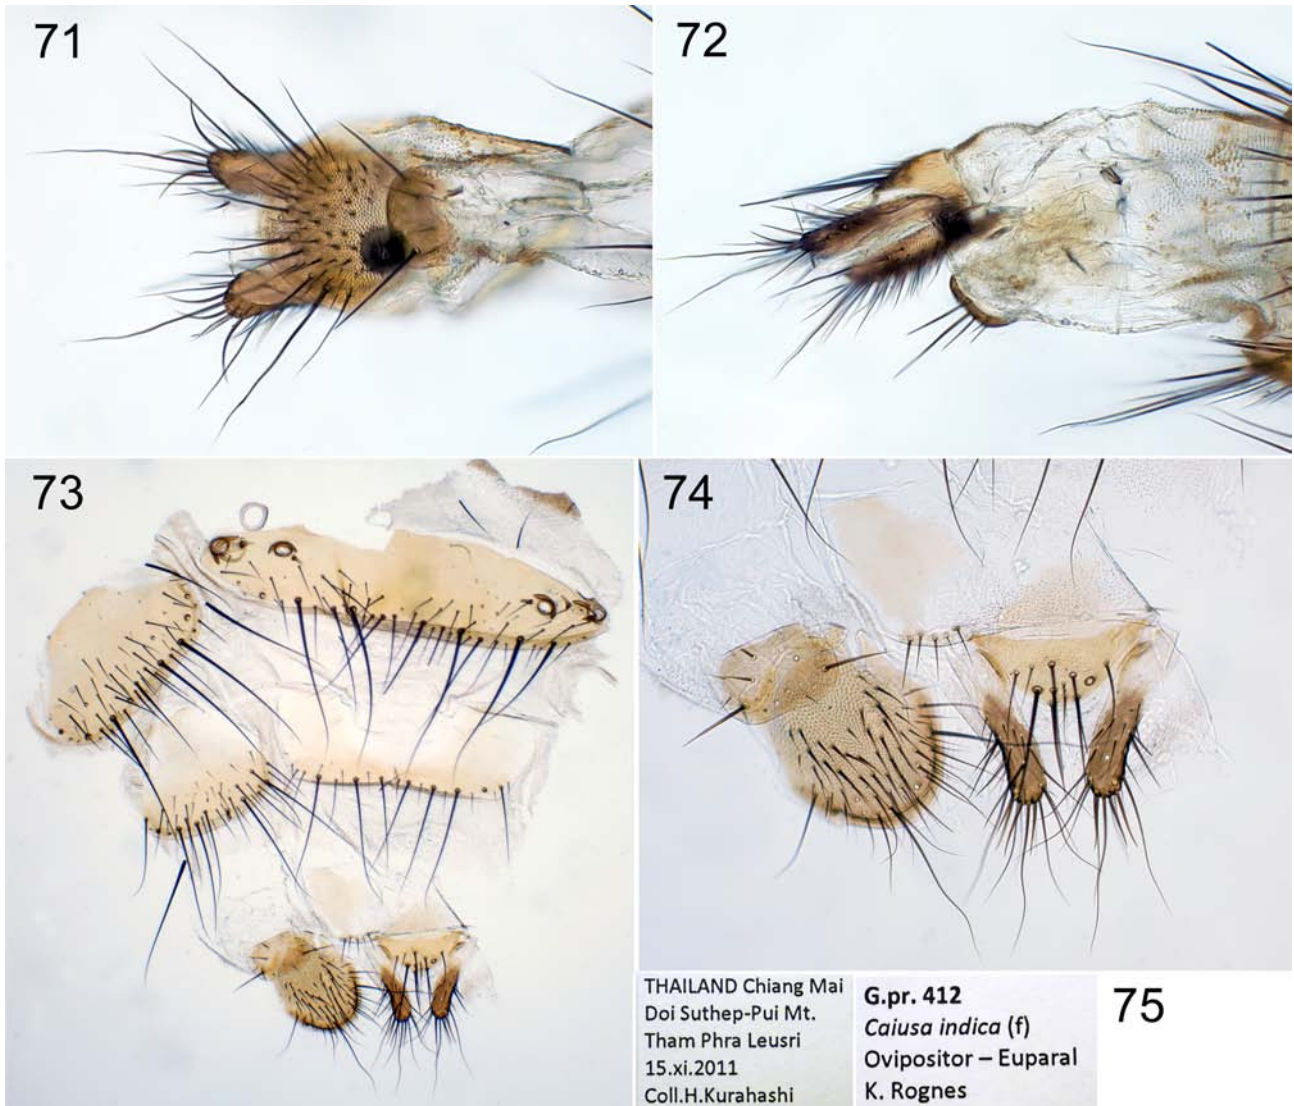 71
72
73
74
THAILAND Chiang Mai
Doi Suthep-Pui Mt.
Tham Phra Leusri
15.xi.2011
Coll.H.Kurahashi
G.pr. 412
Caiusa indica (f)
Ovipositor – Euparal
K. Rognes
75